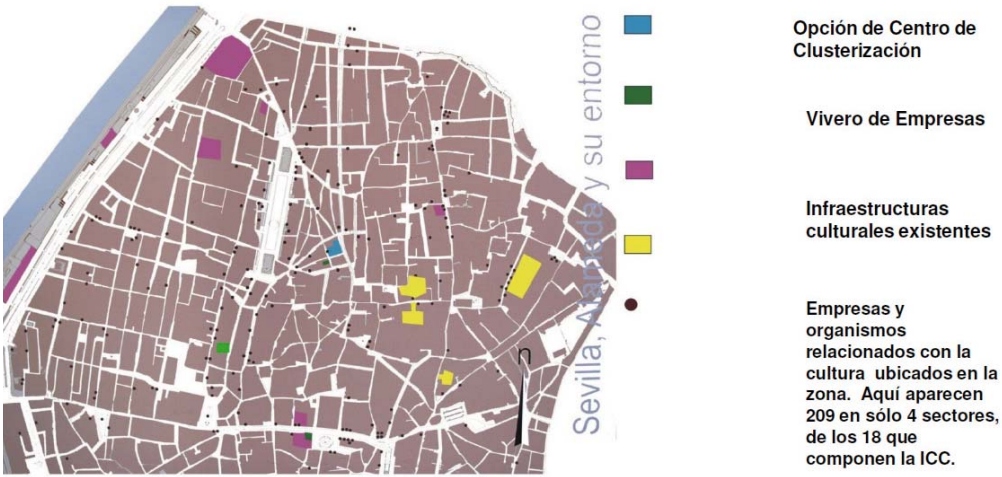 Sevilla, Alameda y su entorno
Opción de Centro de
Clusterización
Vivero de Empresas
Infraestructuras
culturales existentes
Empresas y
organismos
relacionados con la
cultura ubicados en la
zona. Aquí aparecen
209 en sólo 4 sectores,
de los 18 que
componen la ICC.
n